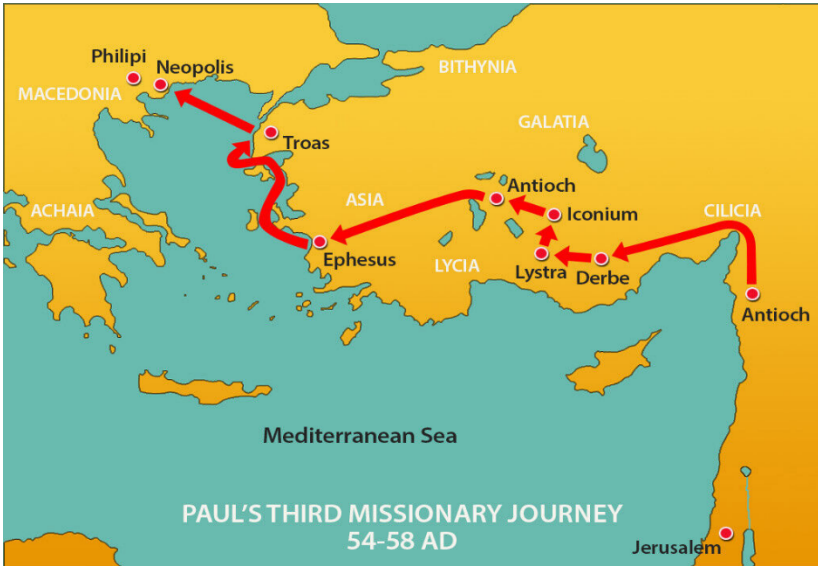 Philipi
Neopolis
BITHYNIA
MACEDONIA
GALATIA
Troas
Antioch
ASIA
Iconium
CILICIA
ACHAIA
Ephesus
LYCIA
Lystra
Derbe
Antioch
Mediterranean Sea
PAUL'S THIRD MISSIONARY JOURNEY
54-58 AD
Jerusalem